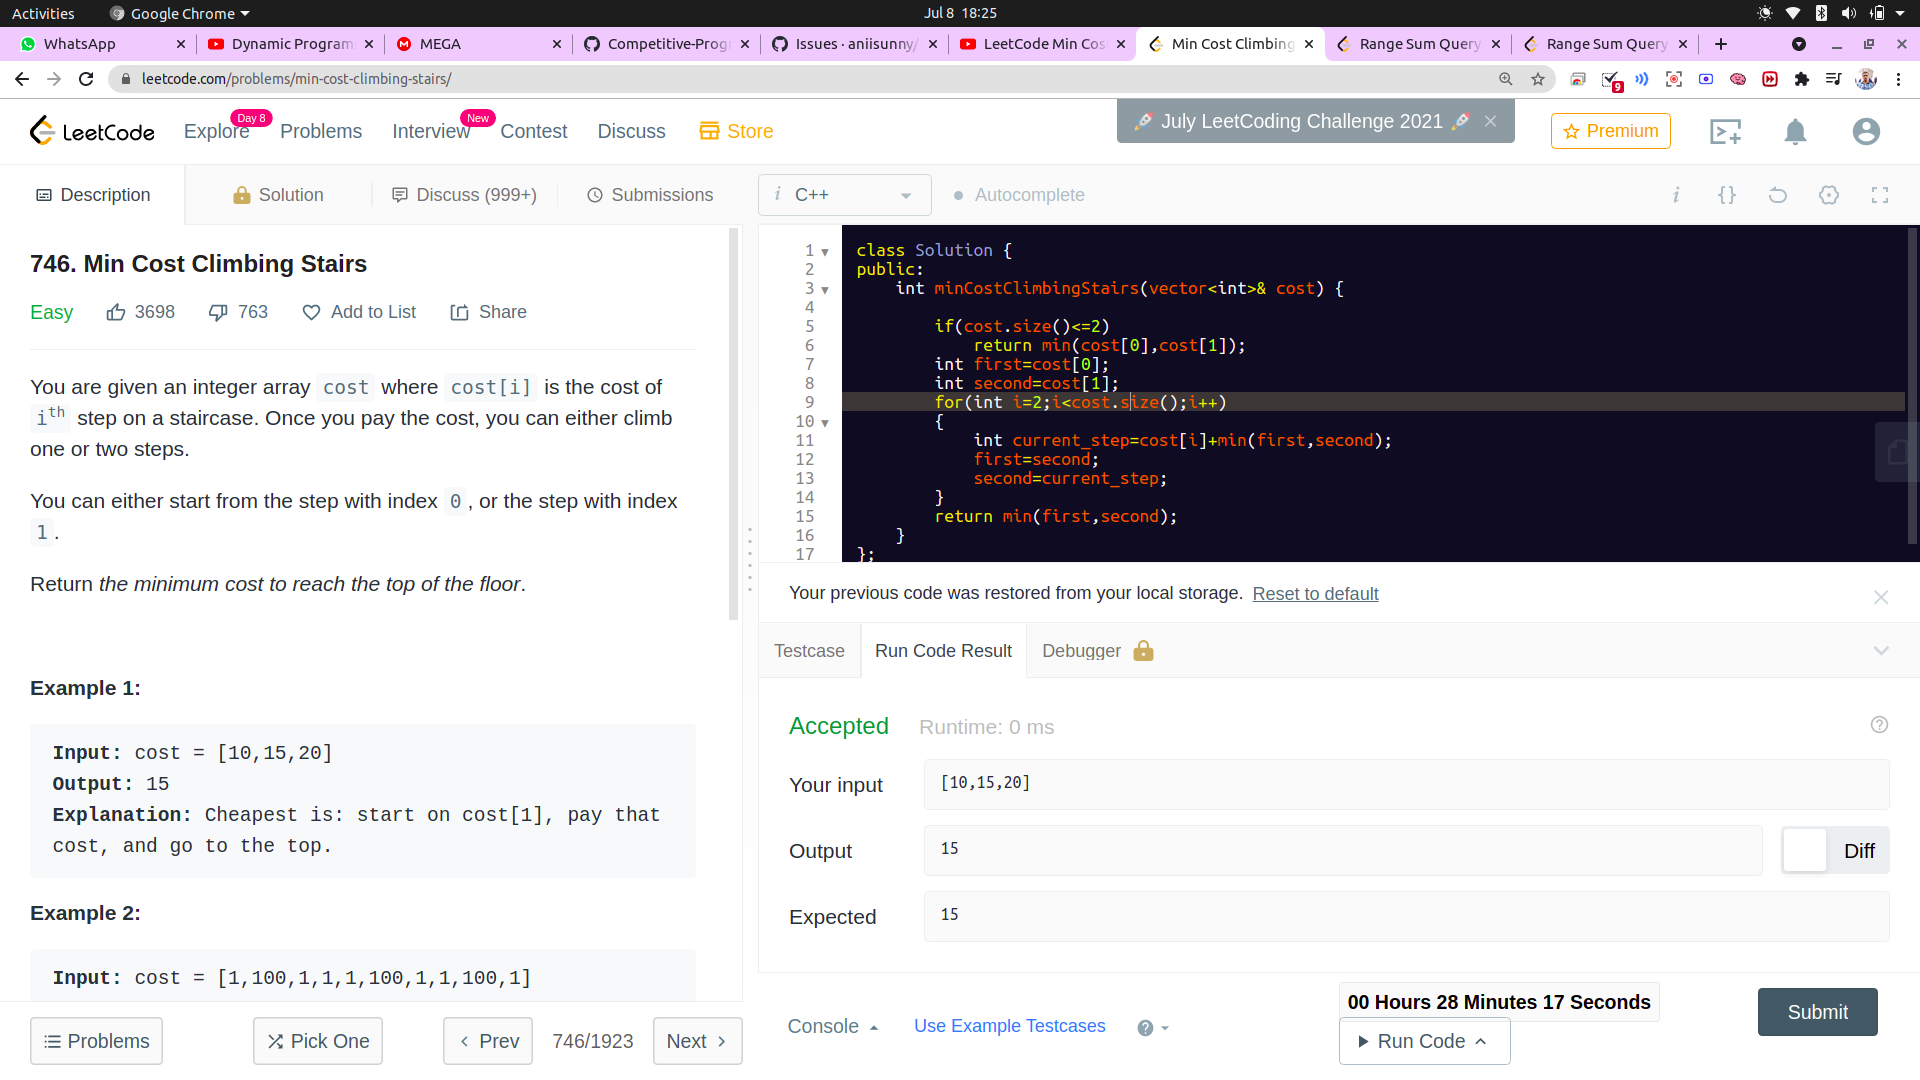 Activities
Google Chrome
Jul 8 18:25
WhatsApp
Dynamic Program
MEGA
Competitive-Prog
Issues · aniisunny/
LeetCode Min Cos
Min Cost Climbing
Range Sum Query
Range Sum Query
leetcode.com/problems/min-cost-climbing-stairs/
9
LeetCode
Explore
Day 8
Problems
Interview
New
Contest
Discuss
Store
🚀 July LeetCoding Challenge 2021 🚀
Premium
Description
Solution
Discuss (999+)
Submissions
i C++
Autocomplete
i {}
746. Min Cost Climbing Stairs
Easy
3698
763
Add to List
Share
You are given an integer array cost where cost[i] is the cost of
ith step on a staircase. Once you pay the cost, you can either climb
one or two steps.
You can either start from the step with index 0, or the step with index
1.
Return the minimum cost to reach the top of the floor.
Example 1:
Input: cost = [10,15,20]
Output: 15
Explanation: Cheapest is: start on cost[1], pay that
cost, and go to the top.
Example 2:
Input: cost = [1,100,1,1,1,100,1,1,100,1]
Problems
Pick One
Prev
746/1923
Next
1 class Solution {
2 public:
3     int minCostClimbingStairs(vector<int>& cost) {
4
5         if(cost.size()<=2)
6             return min(cost[0],cost[1]);
7         int first=cost[0];
8         int second=cost[1];
9         for(int i=2;i<cost.size();i++)
10         {
11             int current_step=cost[i]+min(first,second);
12             first=second;
13             second=current_step;
14         }
15         return min(first,second);
16     }
17 };
Your previous code was restored from your local storage. Reset to default
Testcase
Run Code Result
Debugger
Accepted
Runtime: 0 ms
Your input
[10,15,20]
Output
15
Diff
Expected
15
Console
Use Example Testcases
00 Hours 28 Minutes 17 Seconds
Run Code
Submit